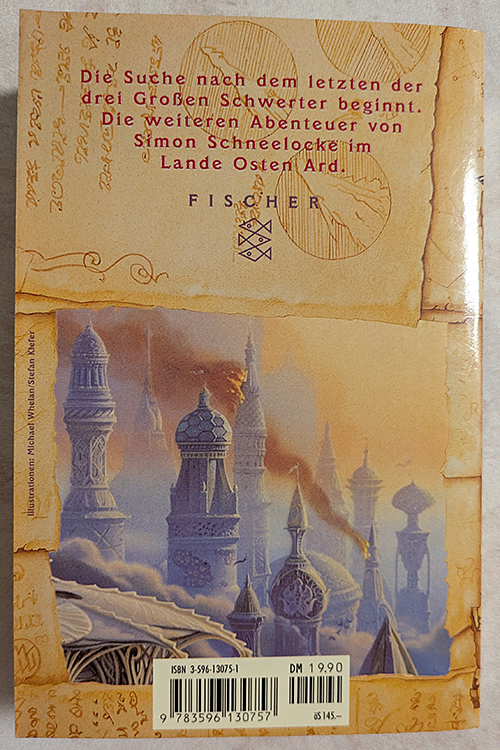 Die Suche nach dem letzten der
drei Großen Schwerter beginnt.
Die weiteren Abenteuer von
Simon Schneelocke im
Lande Osten Ard.
FISCHER
Illustrationen: Michael Whelan/Stefan Kiefer
ISBN 3-596-13075-1
DM 19.90
9 783596 130757
öS 145.–